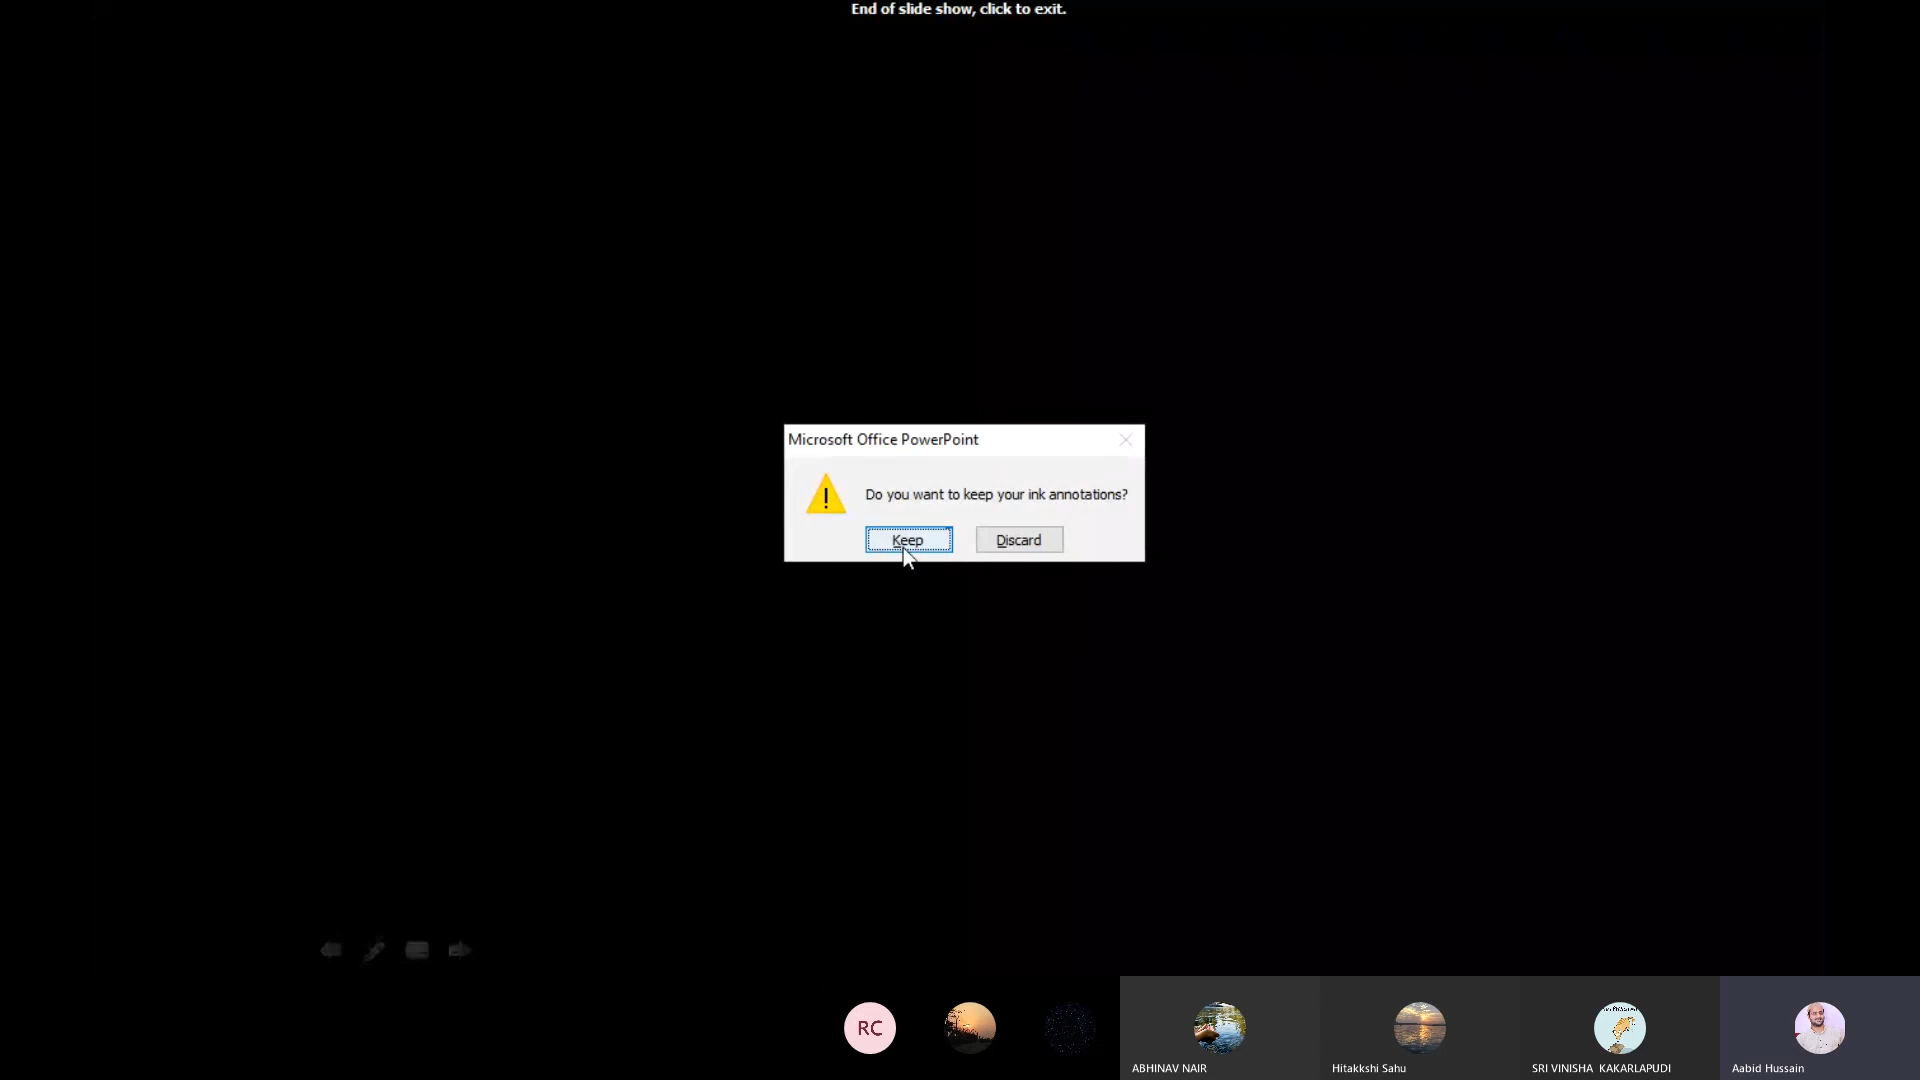 End of slide show, click to exit.
Microsoft Office PowerPoint
Do you want to keep your ink annotations?
Keep
Discard
RC
ABHINAV NAIR
Hitakkshi Sahu
SRI VINISHA KAKARLAPUDI
Aabid Hussain